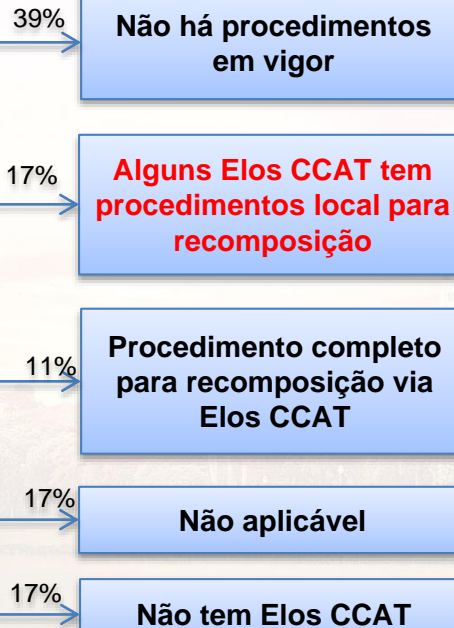 39%
Não há procedimentos
em vigor
17%
Alguns Elos CCAT tem
procedimentos local para
recomposição
11%
Procedimento completo
para recomposição via
Elos CCAT
17%
Não aplicável
17%
Não tem Elos CCAT